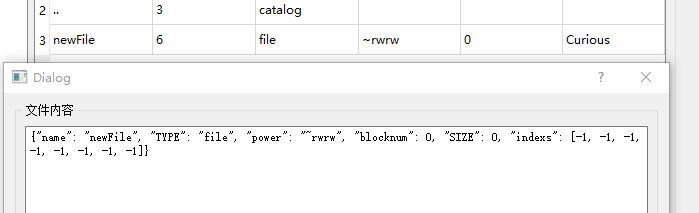 2 .. 3 catalog
3 newFile 6 file ~rwrw 0 Curious
Dialog ?
文件内容
{"name": "newFile", "TYPE": "file", "power": "~rwrw", "blocknum": 0, "SIZE": 0, "indexs": [-1, -1, -1,
-1, -1, -1, -1, -1]}